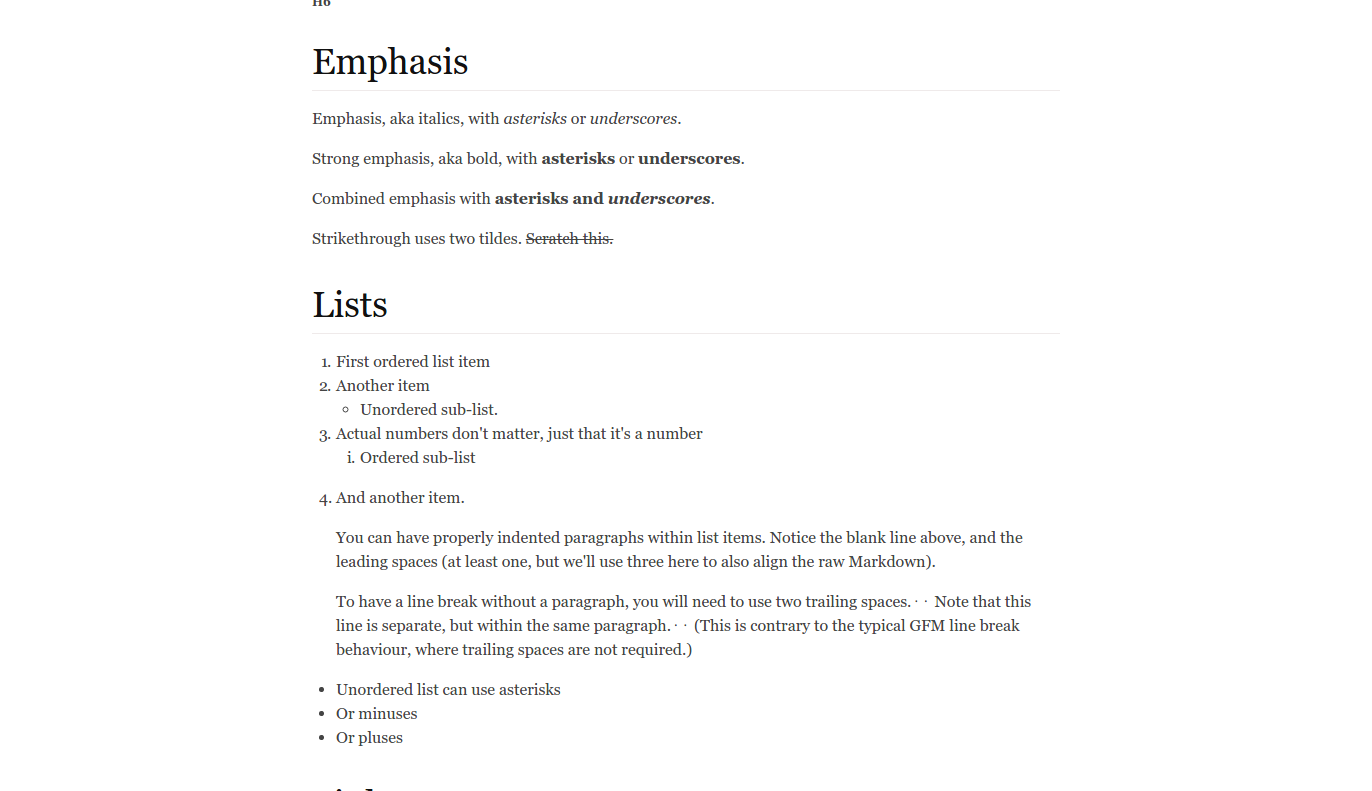 H6
Emphasis
Emphasis, aka italics, with asterisks or underscores.
Strong emphasis, aka bold, with asterisks or underscores.
Combined emphasis with asterisks and underscores.
Strikethrough uses two tildes. Scratch this.
Lists
1. First ordered list item
2. Another item
◦ Unordered sub-list.
3. Actual numbers don't matter, just that it's a number
i. Ordered sub-list
4. And another item.
You can have properly indented paragraphs within list items. Notice the blank line above, and the
leading spaces (at least one, but we'll use three here to also align the raw Markdown).
To have a line break without a paragraph, you will need to use two trailing spaces.⋅⋅ Note that this
line is separate, but within the same paragraph.⋅⋅ (This is contrary to the typical GFM line break
behaviour, where trailing spaces are not required.)
• Unordered list can use asterisks
• Or minuses
• Or pluses